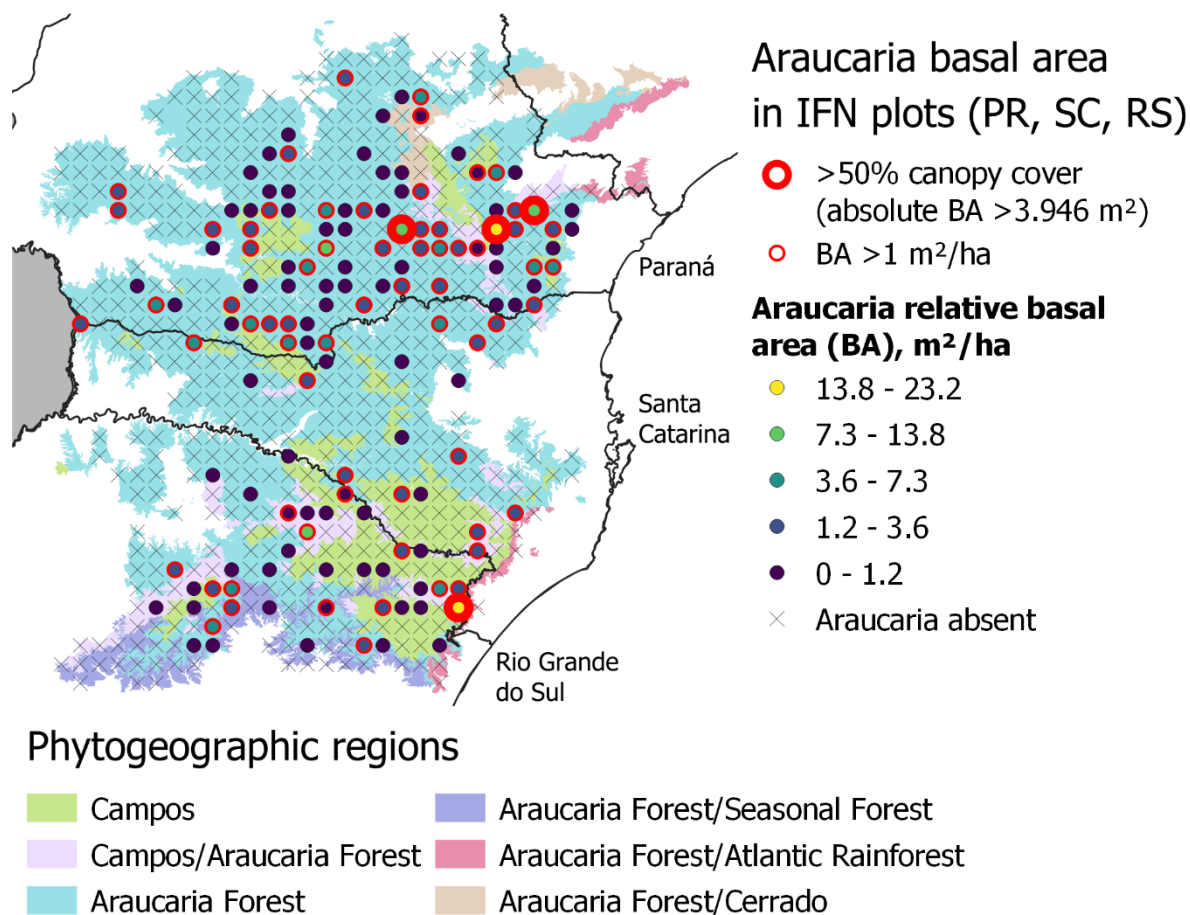 Araucaria basal area
in IFN plots (PR, SC, RS)
>50% canopy cover
(absolute BA >3.946 m²)
BA >1 m²/ha
Araucaria relative basal
area (BA), m²/ha
13.8 - 23.2
7.3 - 13.8
3.6 - 7.3
1.2 - 3.6
0 - 1.2
Araucaria absent
Paraná
Santa
Catarina
Rio Grande
do Sul
Phytogeographic regions
Campos
Campos/Araucaria Forest
Araucaria Forest
Araucaria Forest/Seasonal Forest
Araucaria Forest/Atlantic Rainforest
Araucaria Forest/Cerrado